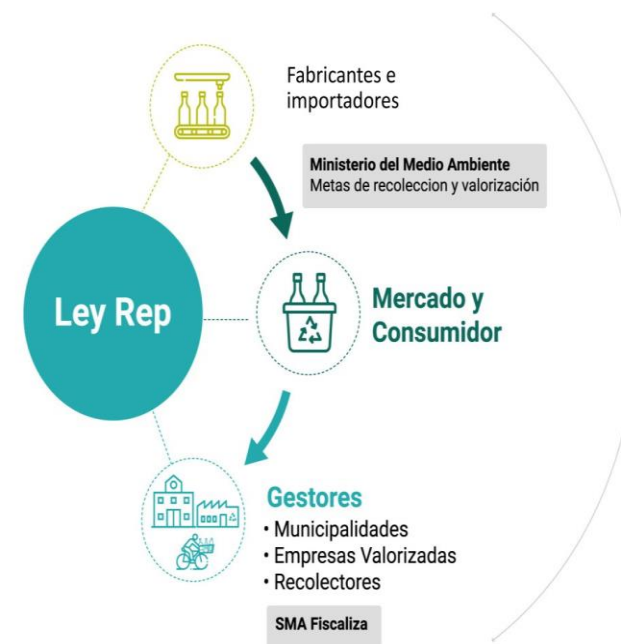 Fabricantes e
importadores
Ministerio del Medio Ambiente
Metas de recoleccion y valorización
Ley Rep
Mercado y
Consumidor
Gestores
• Municipalidades
• Empresas Valorizadas
• Recolectores
SMA Fiscaliza